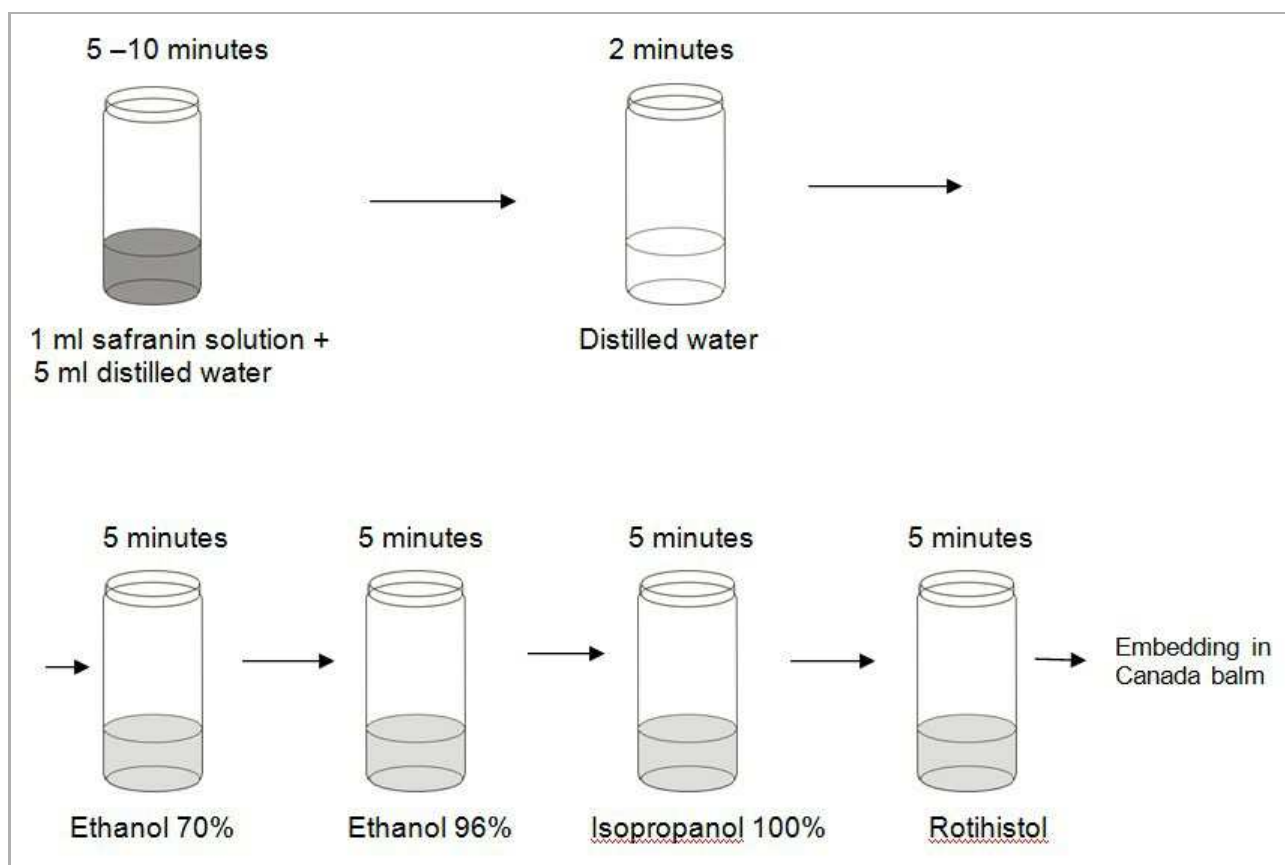 5 –10 minutes
2 minutes
1 ml safranin solution +
5 ml distilled water
Distilled water
5 minutes
5 minutes
5 minutes
5 minutes
Embedding in
Canada balm
Ethanol 70%
Ethanol 96%
Isopropanol 100%
Rotihistol